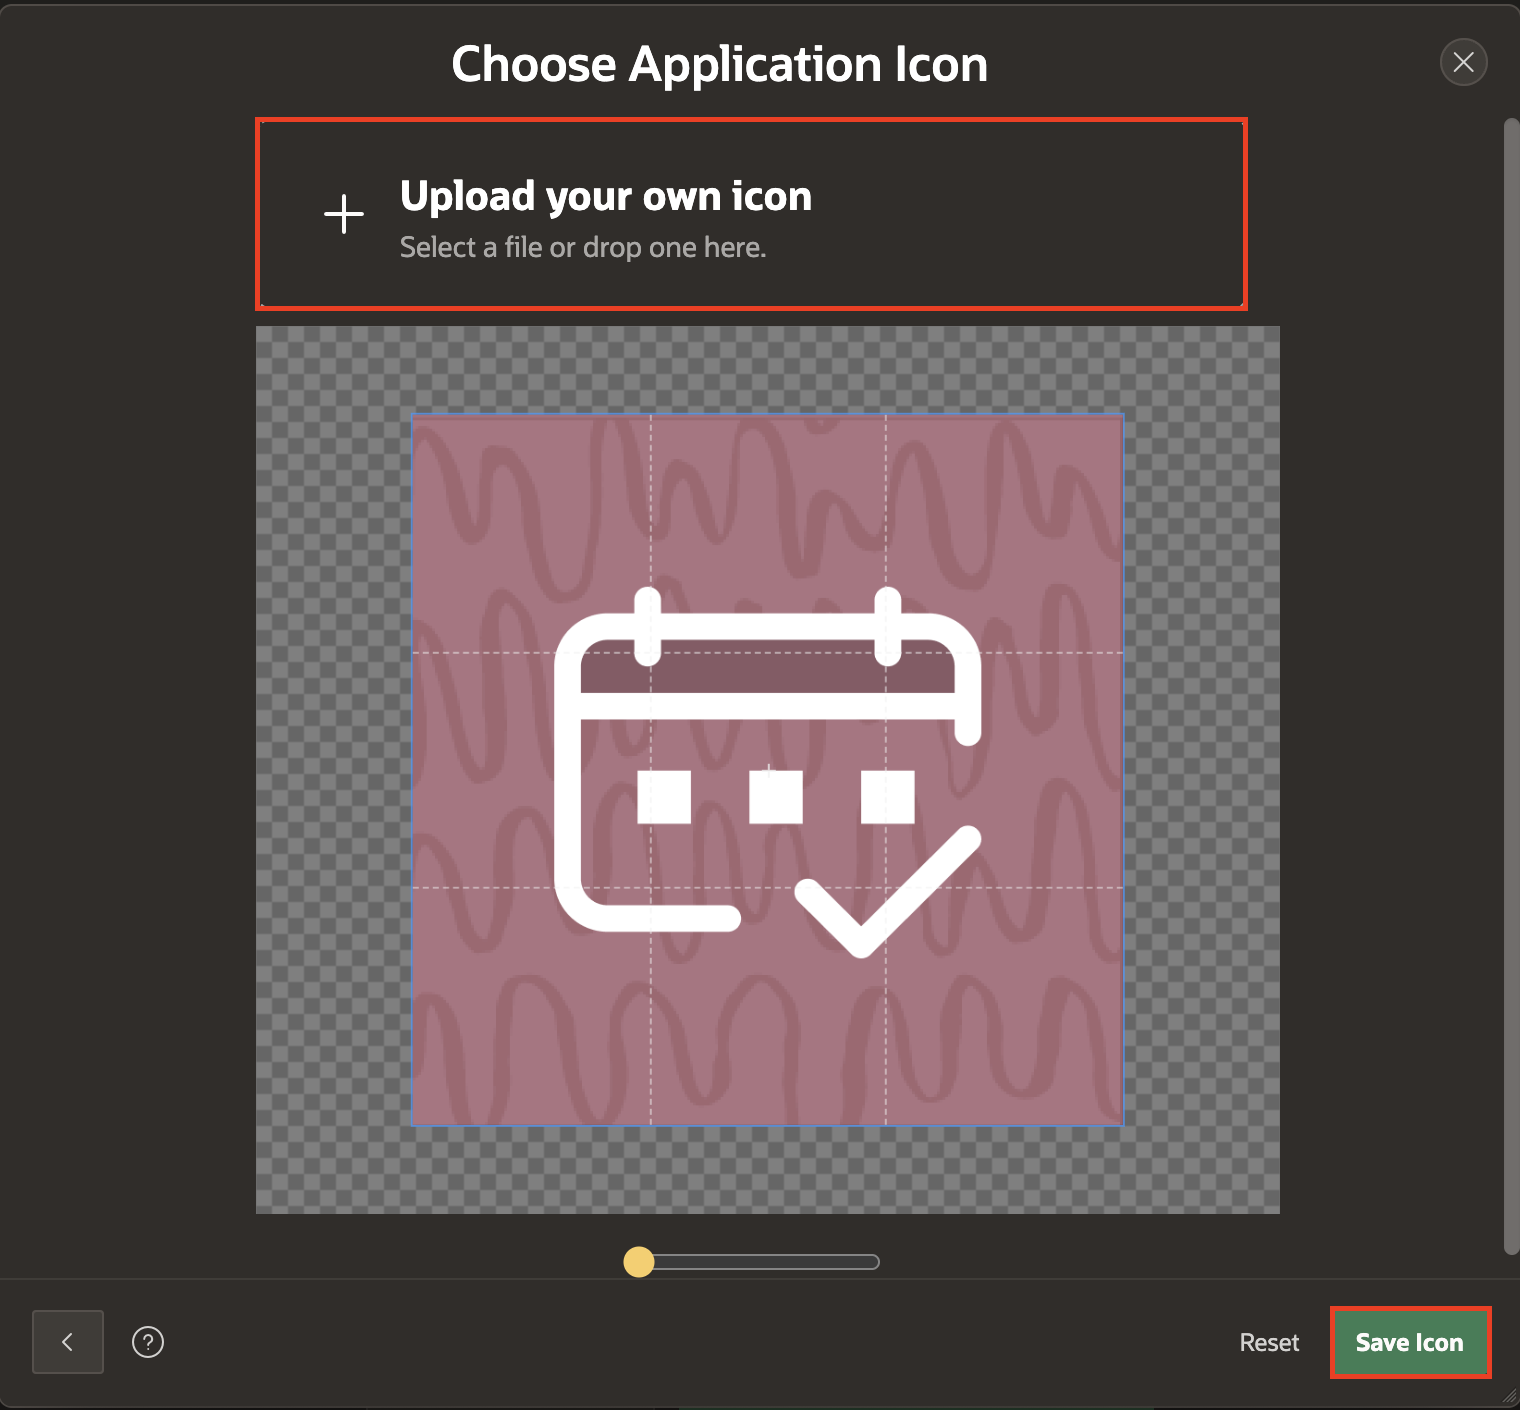 Choose Application Icon
Upload your own icon
Select a file or drop one here.
Reset
Save Icon